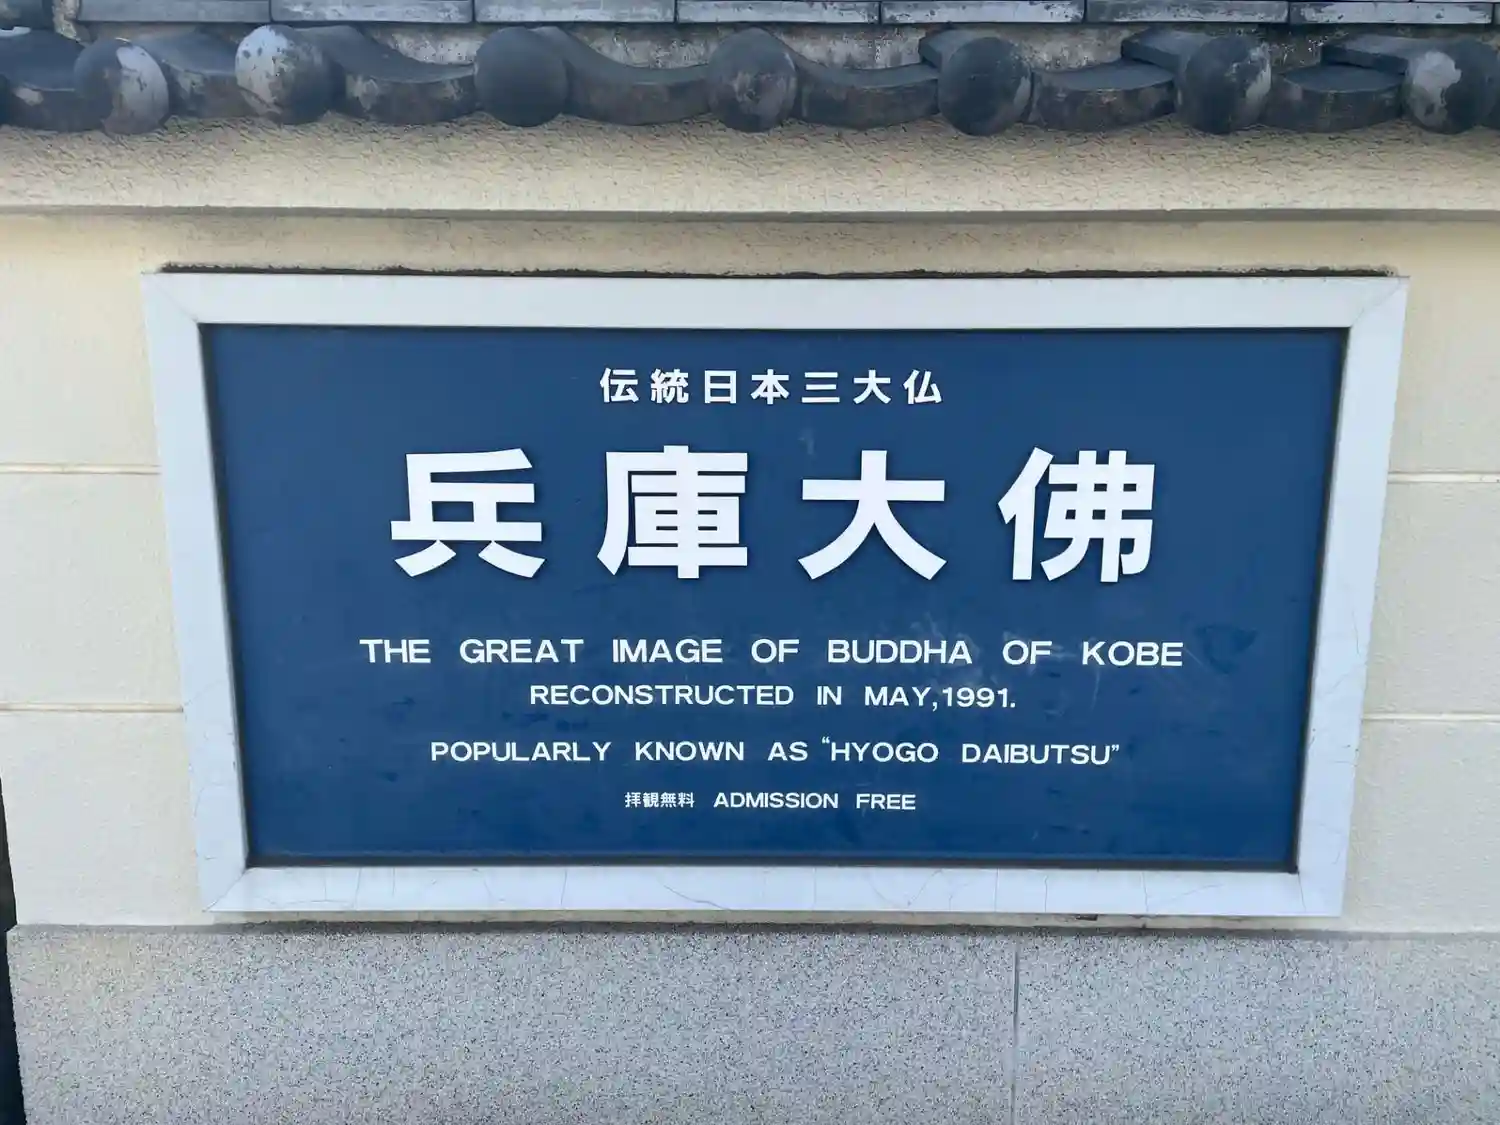 伝統日本三大仏
兵庫大佛
THE GREAT IMAGE OF BUDDHA OF KOBE
RECONSTRUCTED IN MAY,1991.
POPULARLY KNOWN AS “HYOGO DAIBUTSU”
拝観無料 ADMISSION FREE